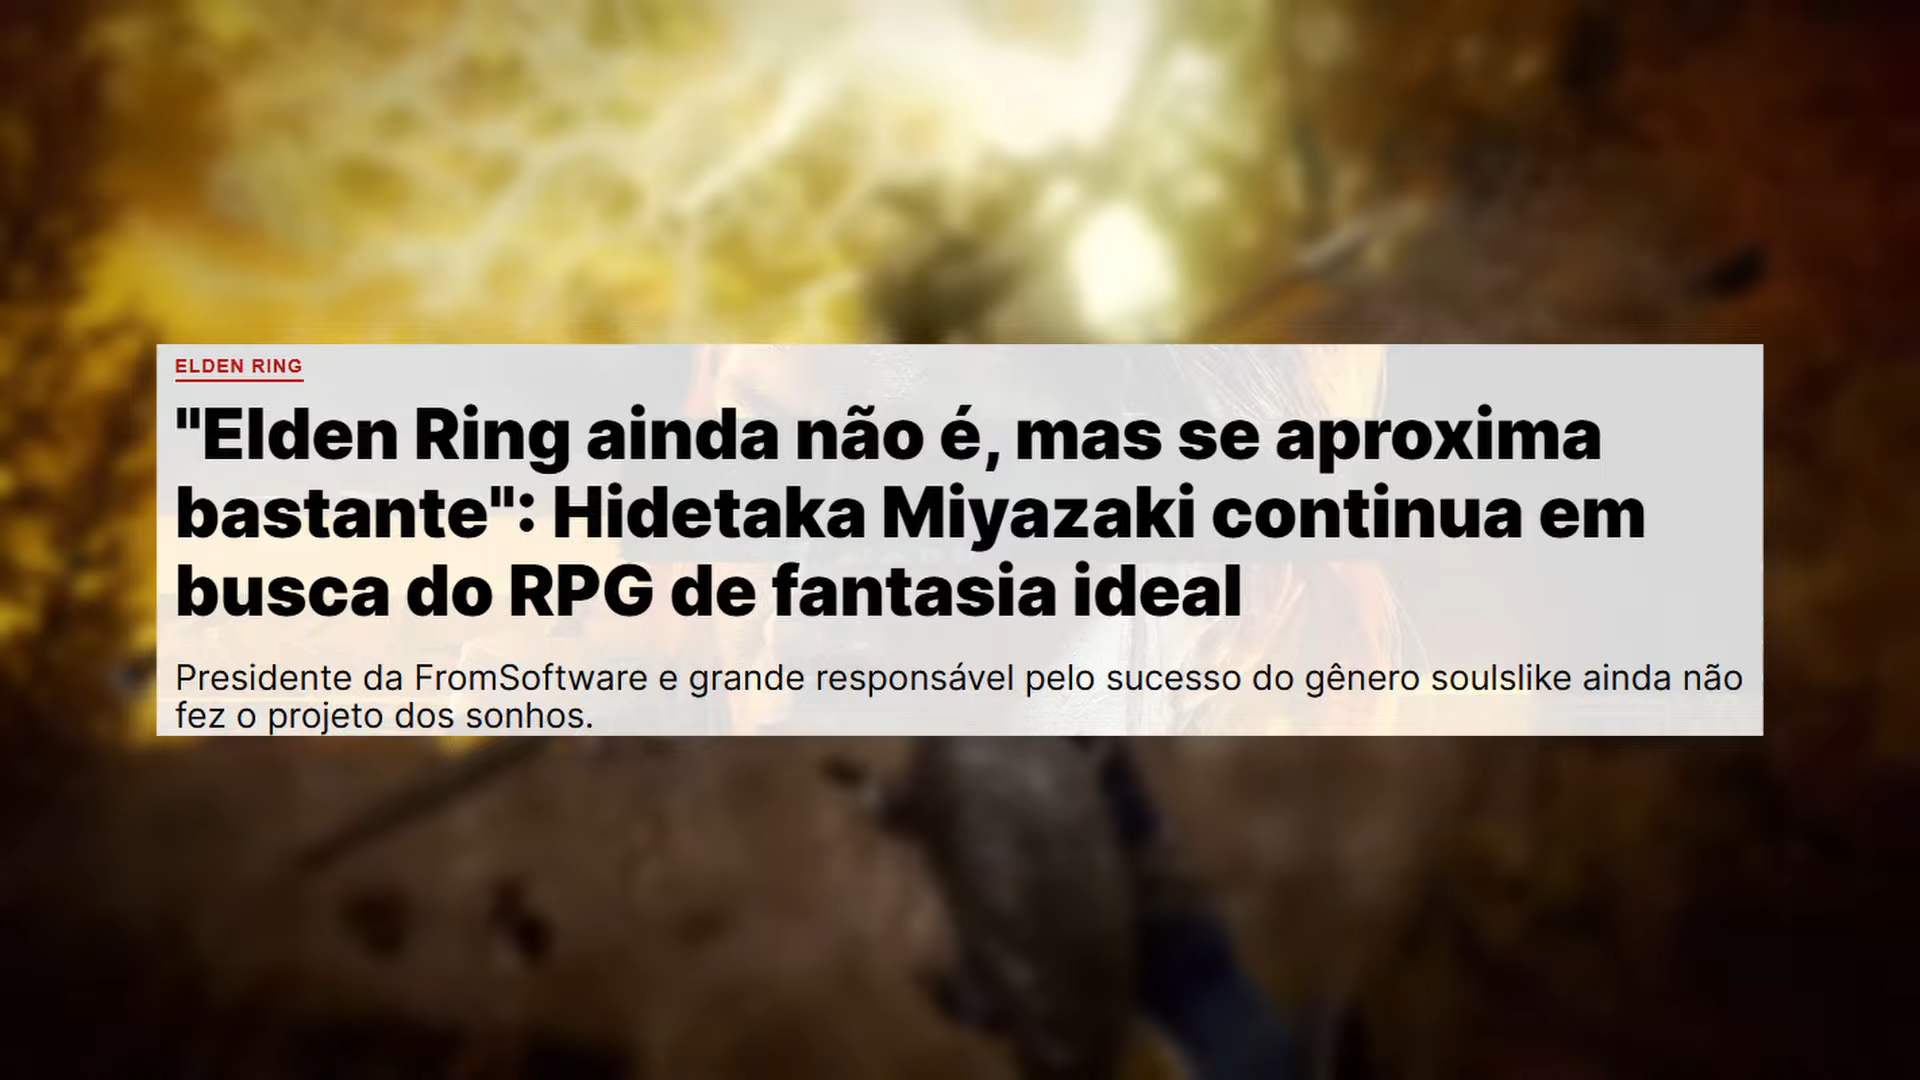 ELDEN RING
"Elden Ring ainda não é, mas se aproxima
bastante": Hidetaka Miyazaki continua em
busca do RPG de fantasia ideal
Presidente da FromSoftware e grande responsável pelo sucesso do gênero soulslike ainda não
fez o projeto dos sonhos.